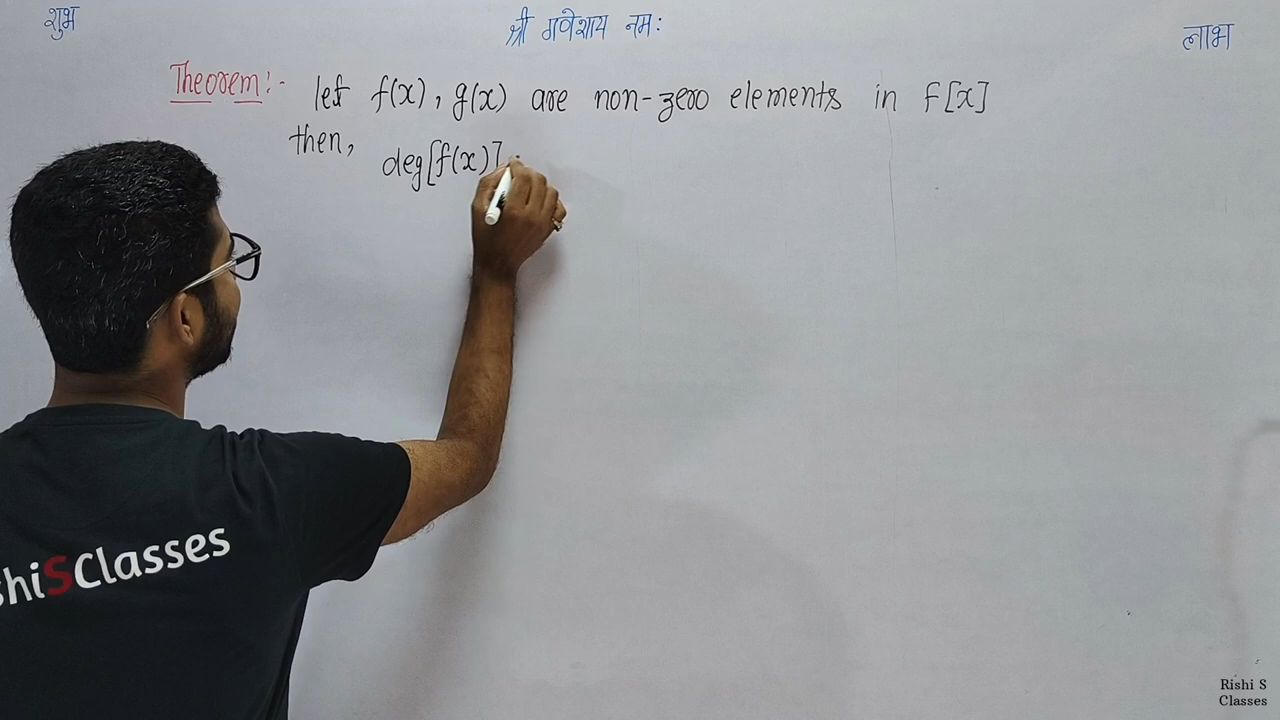 शुभ
श्री गणेशाय नमः
लाभ
Theorem:- let f(x), g(x) are non-zero elements in F[x]
then, deg[f(x)]
shiSClasses
Rishi S
Classes